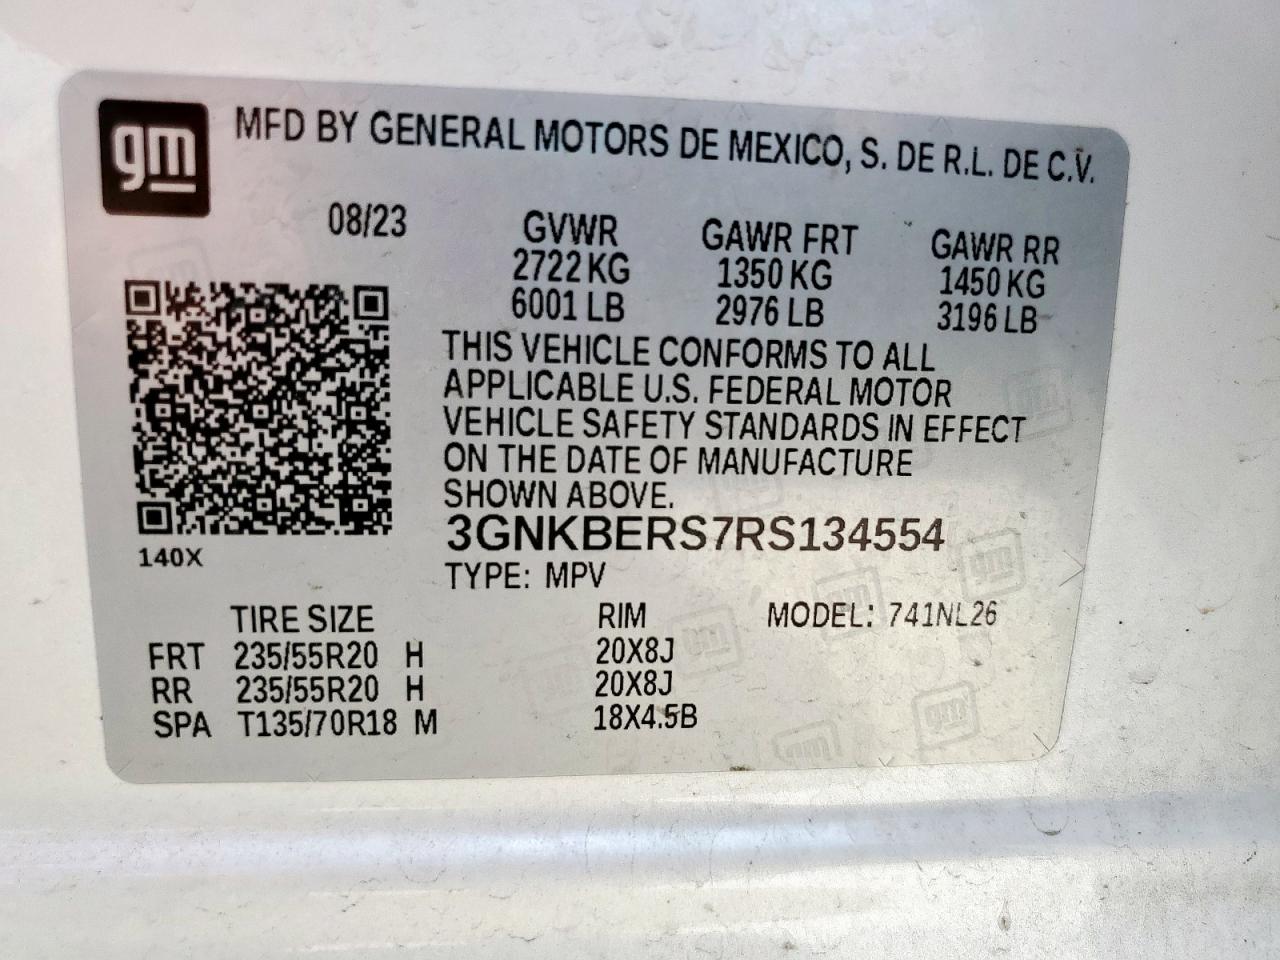 gm
MFD BY GENERAL MOTORS DE MEXICO, S. DE R.L. DE C.V.
08/23
GVWR GAWR FRT GAWR RR
2722 KG 1350 KG 1450 KG
6001 LB 2976 LB 3196 LB
THIS VEHICLE CONFORMS TO ALL
APPLICABLE U.S. FEDERAL MOTOR
VEHICLE SAFETY STANDARDS IN EFFECT
ON THE DATE OF MANUFACTURE
SHOWN ABOVE.
3GNKBERS7RS134554
140X
TYPE: MPV
TIRE SIZE RIM MODEL: 741NL26
FRT 235/55R20 H 20X8J
RR 235/55R20 H 20X8J
SPA T135/70R18 M 18X4.5B